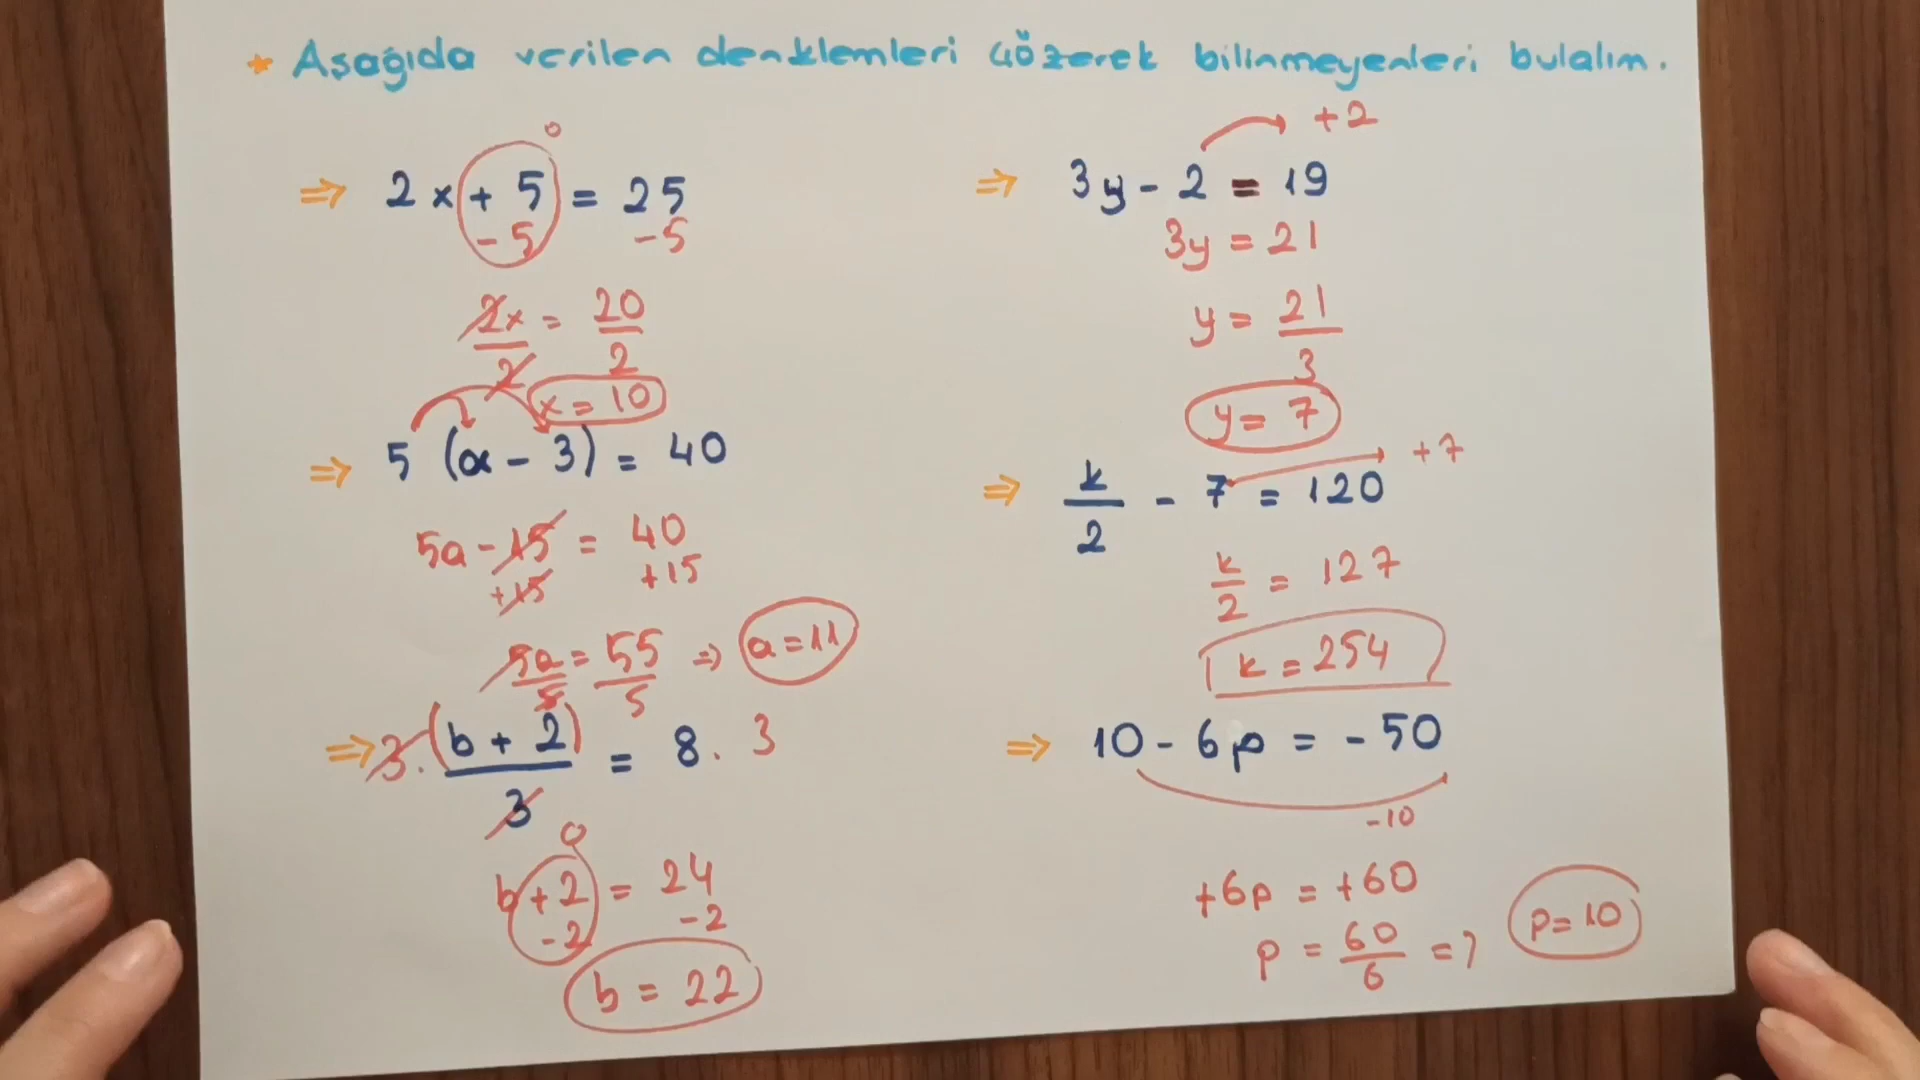 * Aşağıda verilen denklemleri çözerek bilinmeyenleri bulalım.
⇒ 2x + 5 = 25
0
-5 -5
2x/2 = 20/2
x = 10
⇒ 5 (a - 3) = 40
5a - 15 = 40
+15 +15
5a/5 = 55/5 ⇒ a = 11
⇒ 3. (b + 2)/3 = 8 . 3
0
b + 2 = 24
-2 -2
b = 22
+2
⇒ 3y - 2 = 19
3y = 21
y = 21/3
y = 7
+7
⇒ k/2 - 7 = 120
k/2 = 127
k = 254
⇒ 10 - 6p = -50
-10
+6p = +60
p = 60/6 ⇒ p = 10